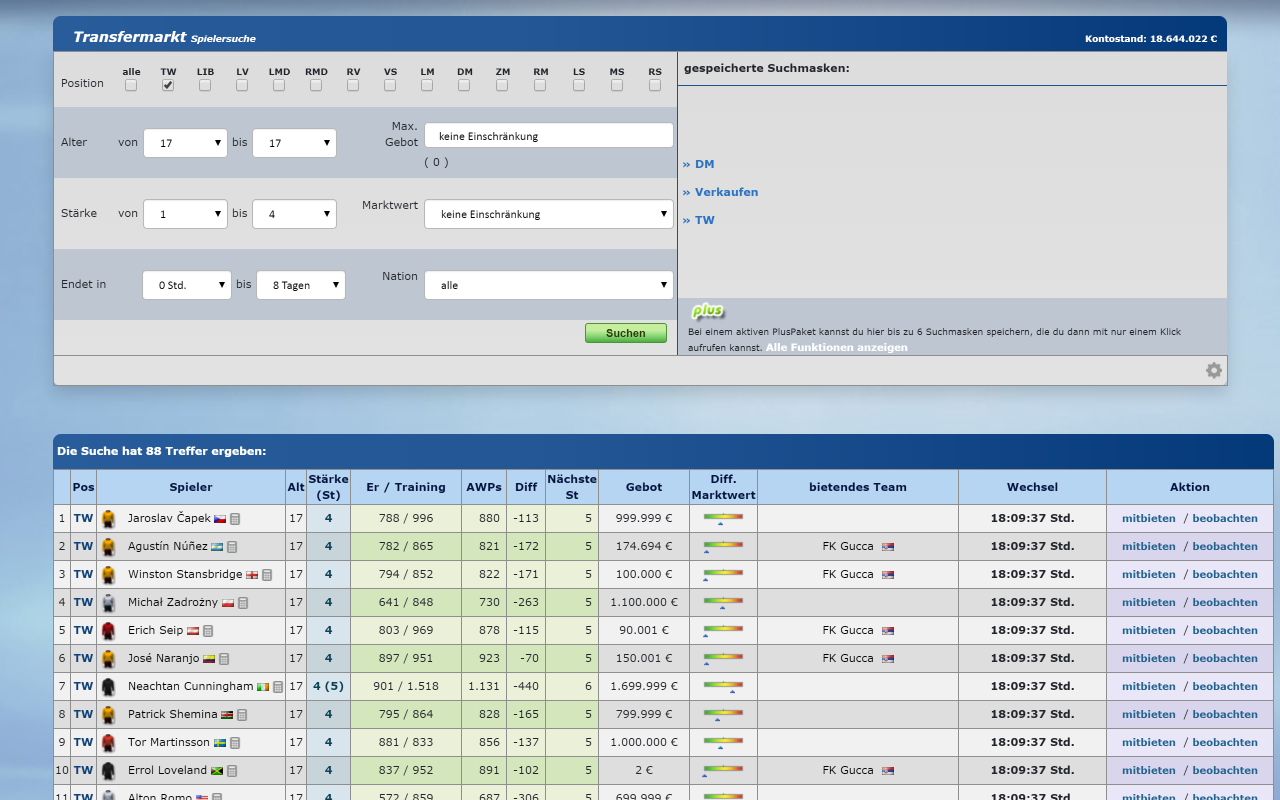 Transfermarkt Spielersuche Kontostand: 18.644.022 €
Position alle TW LIB LV LMD RMD RV VS LM DM ZM RM LS MS RS
Alter von 17 bis 17 Max. Gebot keine Einschränkung
( 0 )
Stärke von 1 bis 4 Marktwert keine Einschränkung
Endet in 0 Std. bis 8 Tagen Nation alle
Suchen
gespeicherte Suchmasken:
» DM
» Verkaufen
» TW
plus
Bei einem aktiven PlusPaket kannst du hier bis zu 6 Suchmasken speichern, die du dann mit nur einem Klick
aufrufen kannst. Alle Funktionen anzeigen
Die Suche hat 88 Treffer ergeben:
Pos Spieler Alt Stärke (St) Er / Training AWPs Diff Nächste St Gebot Diff. Marktwert bietendes Team Wechsel Aktion
1 TW Jaroslav Čapek 17 4 788 / 996 880 -113 5 999.999 € 18:09:37 Std. mitbieten / beobachten
2 TW Agustín Núñez 17 4 782 / 865 821 -172 5 174.694 € FK Gucca 18:09:37 Std. mitbieten / beobachten
3 TW Winston Stansbridge 17 4 794 / 852 822 -171 5 100.000 € FK Gucca 18:09:37 Std. mitbieten / beobachten
4 TW Michał Zadrożny 17 4 641 / 848 730 -263 5 1.100.000 € 18:09:37 Std. mitbieten / beobachten
5 TW Erich Seip 17 4 803 / 969 878 -115 5 90.001 € FK Gucca 18:09:37 Std. mitbieten / beobachten
6 TW José Naranjo 17 4 897 / 951 923 -70 5 150.001 € FK Gucca 18:09:37 Std. mitbieten / beobachten
7 TW Neachtan Cunningham 17 4 (5) 901 / 1.518 1.131 -440 6 1.699.999 € 18:09:37 Std. mitbieten / beobachten
8 TW Patrick Shemina 17 4 795 / 864 828 -165 5 799.999 € 18:09:37 Std. mitbieten / beobachten
9 TW Tor Martinsson 17 4 881 / 833 856 -137 5 1.000.000 € 18:09:37 Std. mitbieten / beobachten
10 TW Errol Loveland 17 4 837 / 952 891 -102 5 2 € FK Gucca 18:09:37 Std. mitbieten / beobachten
11 TW Alton Romo 17 4 572 / 859 687 -306 5 699.999 € 18:09:37 Std. mitbieten / beobachten